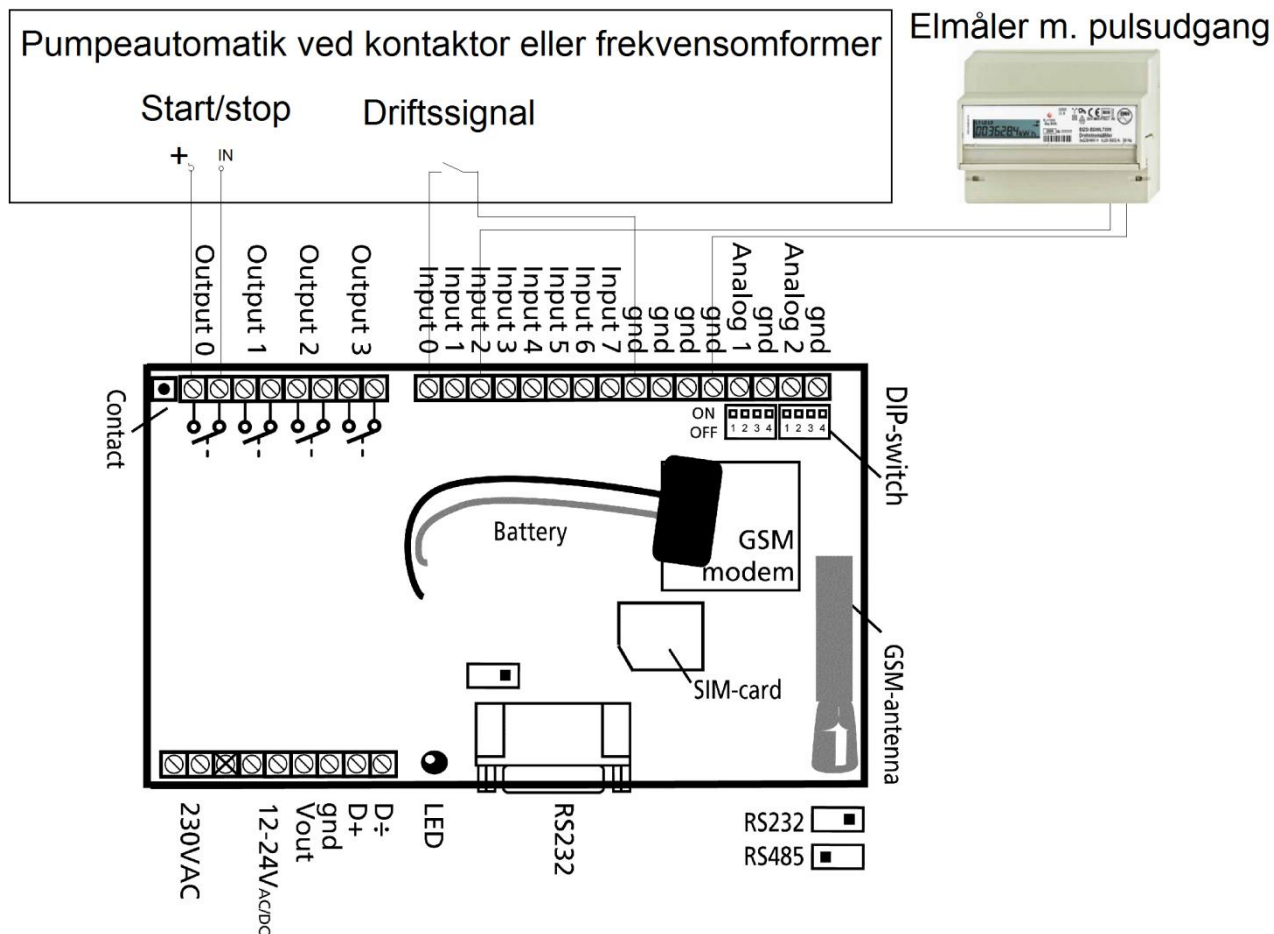 Pumpeautomatik ved kontaktor eller frekvensomformer
Elmåler m. pulsudgang
Start/stop
Driftssignal
+
IN
0036284 kW h
Output 0
Output 1
Output 2
Output 3
Input 0
Input 1
Input 2
Input 3
Input 4
Input 5
Input 6
Input 7
gnd
gnd
gnd
gnd
Analog 1
gnd
Analog 2
gnd
Contact
ON
OFF
1 2 3 4
1 2 3 4
DIP-switch
Battery
GSM
modem
SIM-card
GSM-antenna
230VAC
12-24VAC/DC
Vout
gnd
D+
D÷
LED
RS232
RS232
RS485